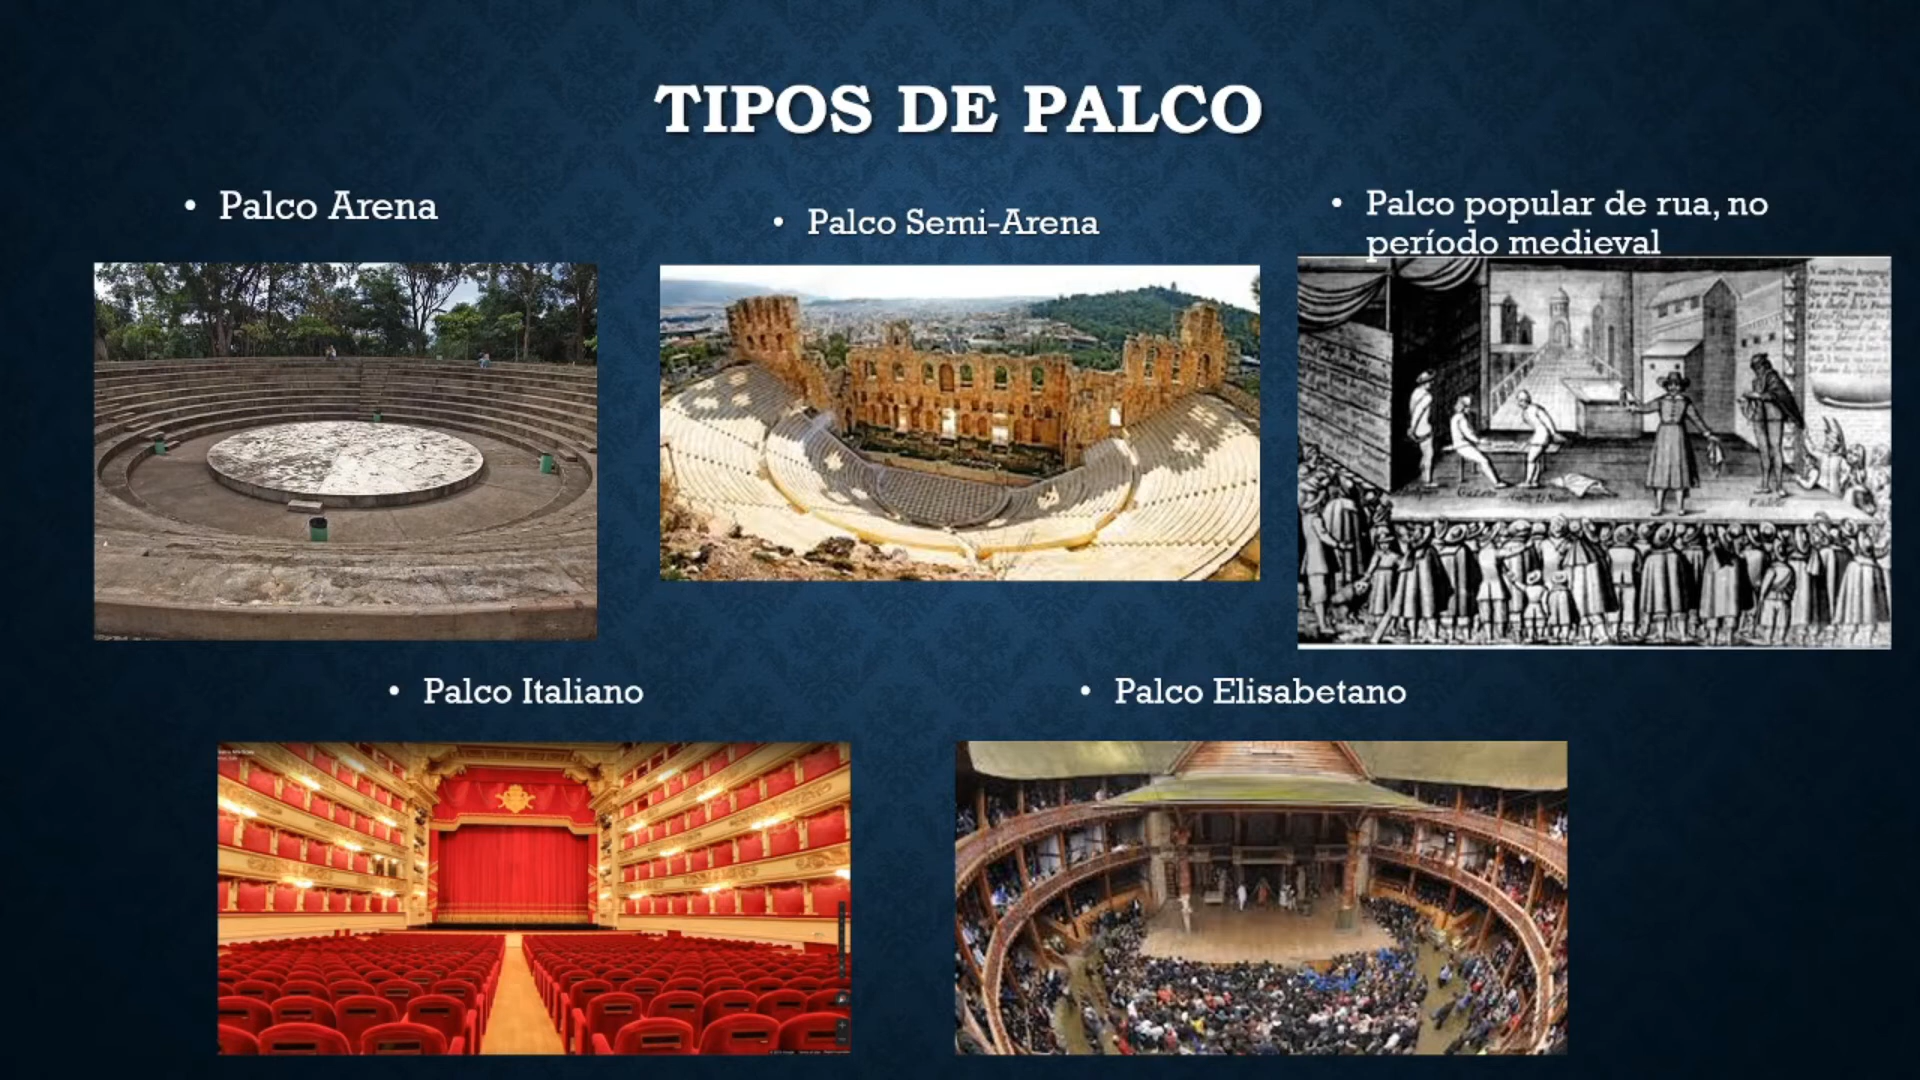 TIPOS DE PALCO
• Palco Arena
• Palco Semi-Arena
• Palco popular de rua, no
período medieval
• Palco Italiano
• Palco Elisabetano